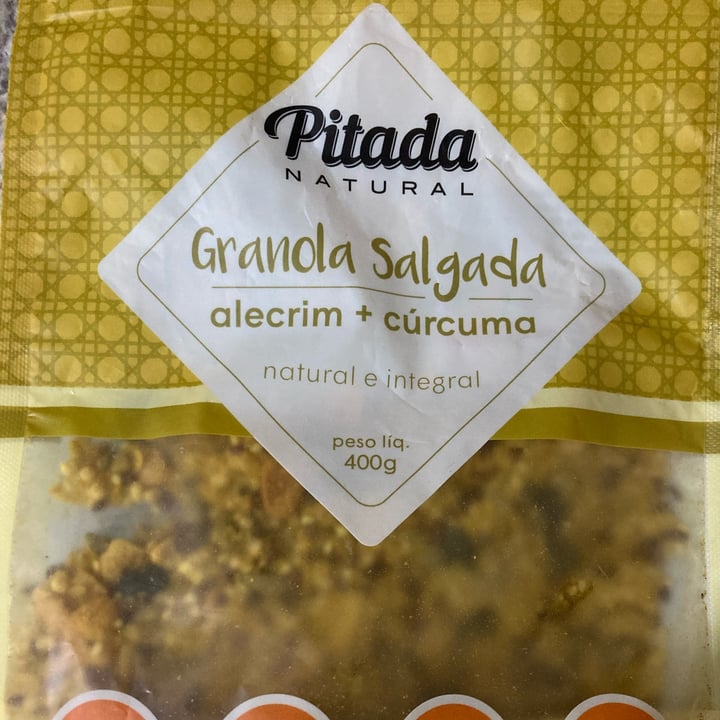 Pitada
NATURAL
Granola Salgada
alecrim + cúrcuma
natural e integral
peso líq.
400g